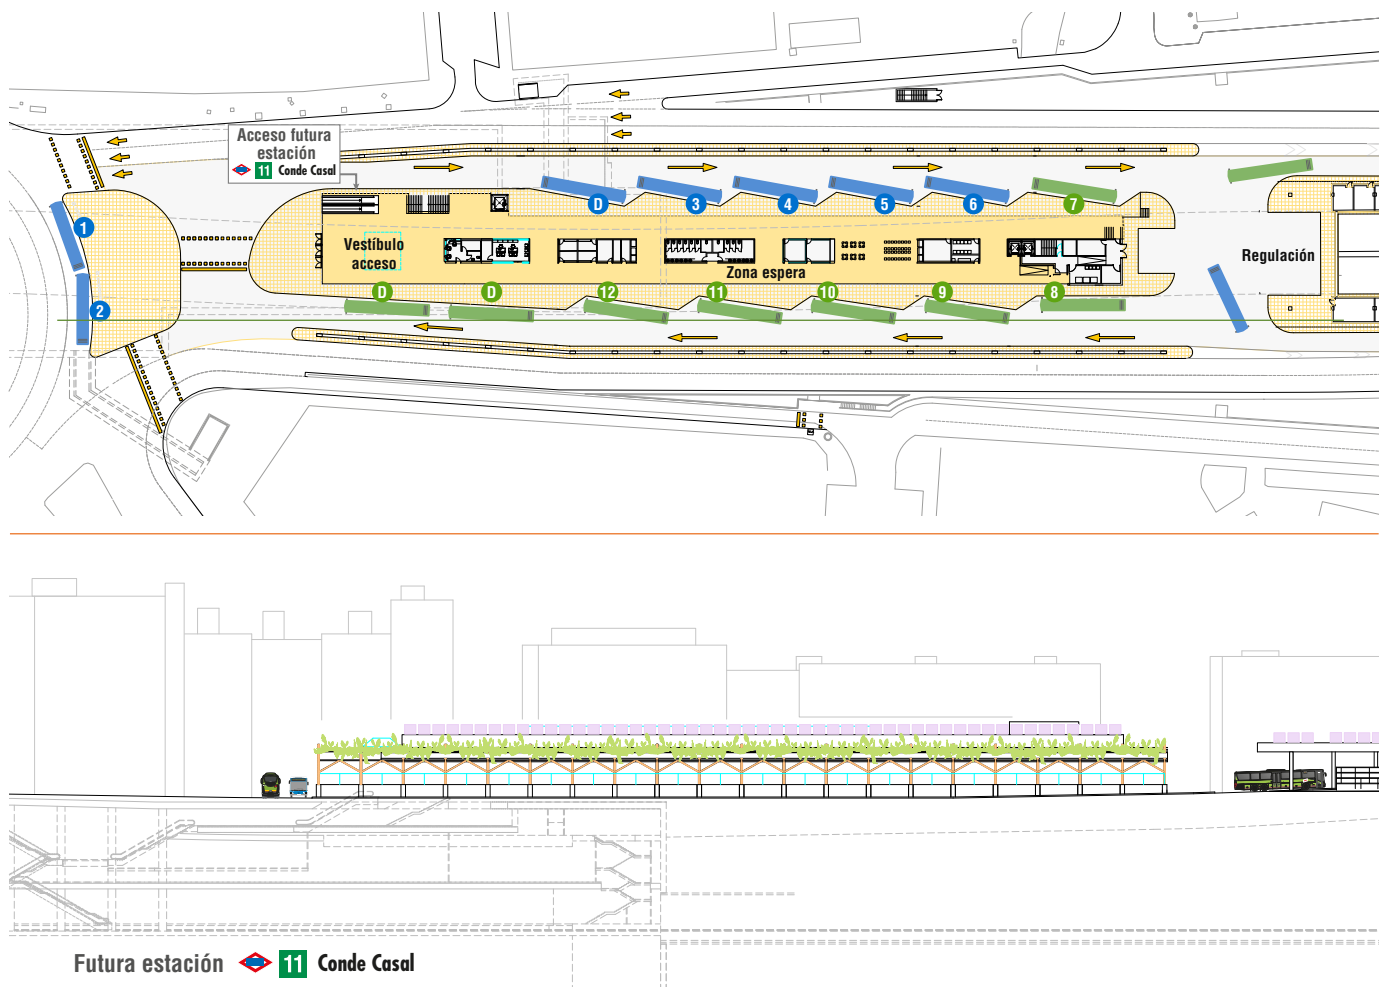 Acceso futura
estación
11 Conde Casal
1
2
D
3
4
5
6
7
Vestíbulo
acceso
Zona espera
Regulación
D
D
12
11
10
9
8
Futura estación 11 Conde Casal